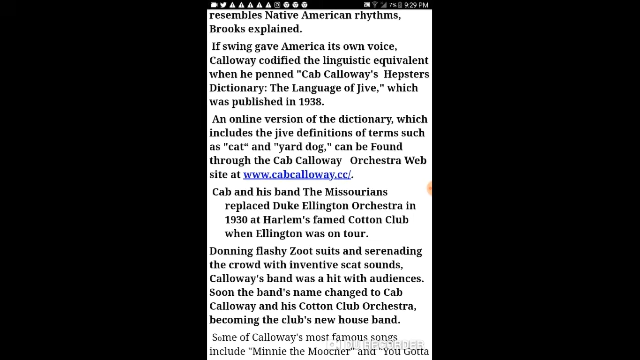 9:29 PM
resembles Native American rhythms,
Brooks explained.
If swing gave America its own voice,
Calloway codified the linguistic equivalent
when he penned "Cab Calloway's Hepsters
Dictionary: The Language of Jive," which
was published in 1938.
An online version of the dictionary, which
includes the jive definitions of terms such
as "cat“ and "yard dog," can be Found
through the Cab Calloway Orchestra Web
site at www.cabcalloway.cc/.
Cab and his band The Missourians
replaced Duke Ellington Orchestra in
1930 at Harlem's famed Cotton Club
when Ellington was on tour.
Donning flashy Zoot suits and serenading
the crowd with inventive scat sounds,
Calloway's band was a hit with audiences.
Soon the band's name changed to Cab
Calloway and his Cotton Club Orchestra,
becoming the club's new house band.
Some of Calloway's most famous songs
include "Minnie the Moocher" and "You Gotta